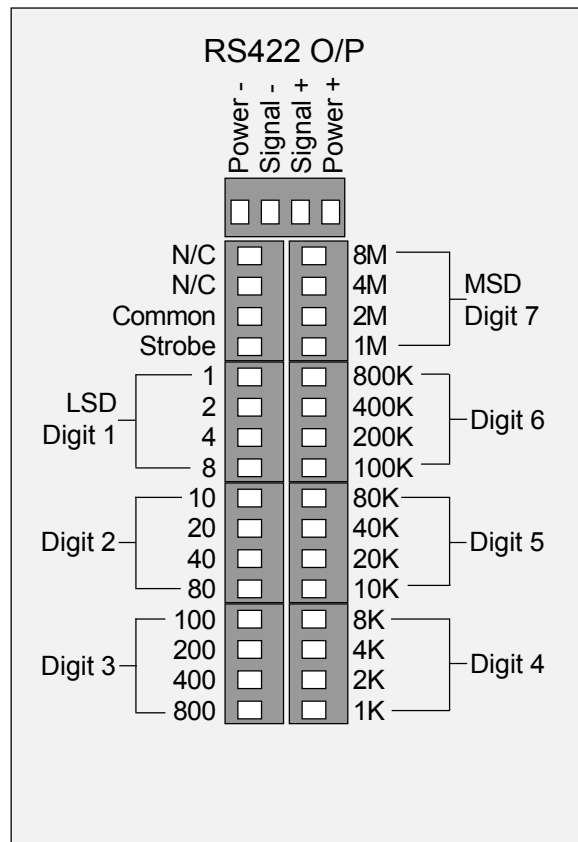 RS422 O/P
Power -
Signal -
Signal +
Power +
N/C 8M
N/C 4M MSD
Common 2M Digit 7
Strobe 1M
1 800K
LSD 2 400K Digit 6
Digit 1 4 200K
8 100K
10 80K
Digit 2 20 40K Digit 5
40 20K
80 10K
100 8K
Digit 3 200 4K Digit 4
400 2K
800 1K